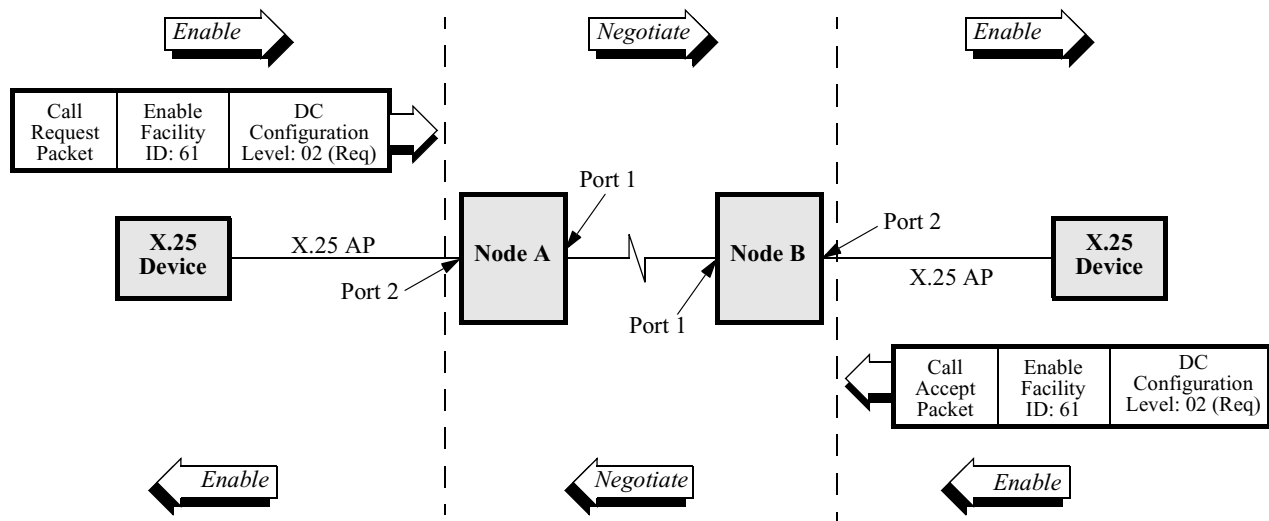 Enable
Negotiate
Enable
Call
Request
Packet
Enable
Facility
ID: 61
DC
Configuration
Level: 02 (Req)
Port 1
X.25
Device
X.25 AP
Port 2
Node A
Port 1
Node B
Port 2
X.25 AP
X.25
Device
Call
Accept
Packet
Enable
Facility
ID: 61
DC
Configuration
Level: 02 (Req)
Enable
Negotiate
Enable